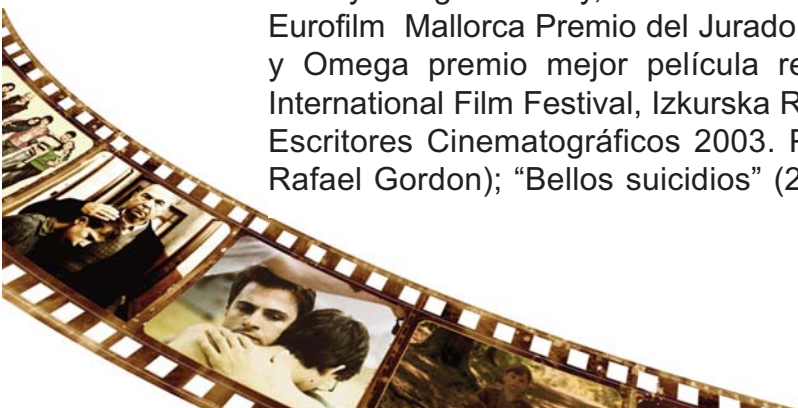 Eurofilm Mallorca Premio del Jurado
y Omega premio mejor película re
International Film Festival, Izkurska R
Escritores Cinematográficos 2003. P
Rafael Gordon); “Bellos suicidios” (2